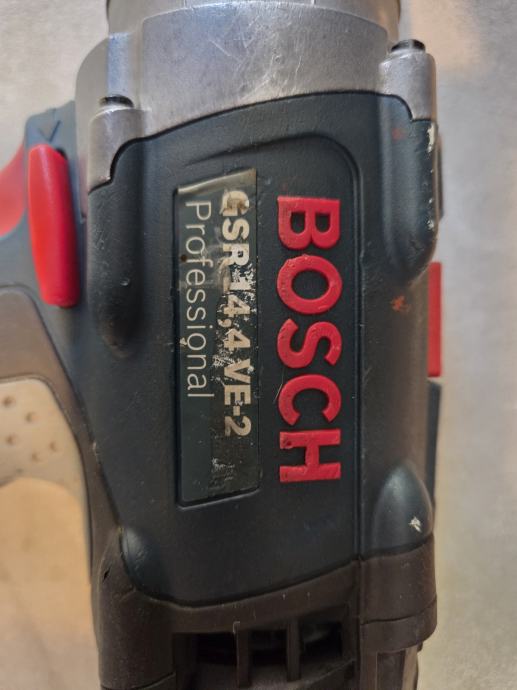 BOSCH
GSR 14,4 VE-2
Professional